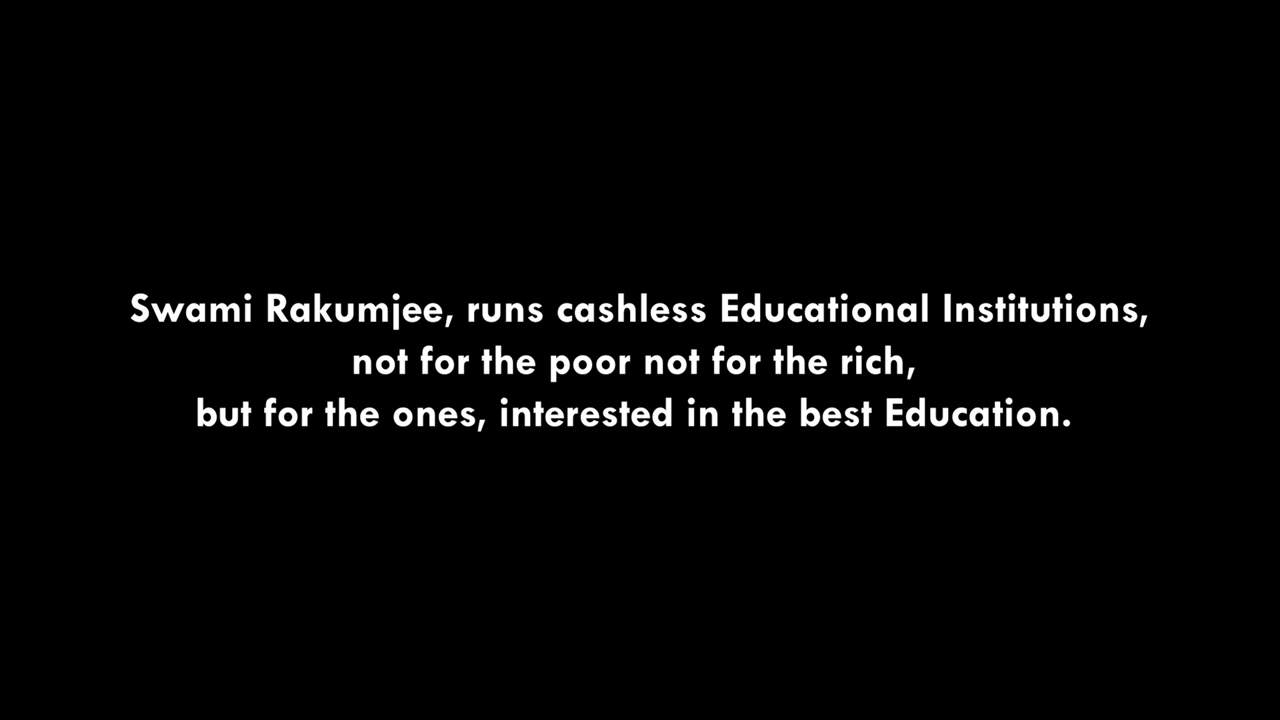 Swami Rakumjee, runs cashless Educational Institutions,
not for the poor not for the rich,
but for the ones, interested in the best Education.